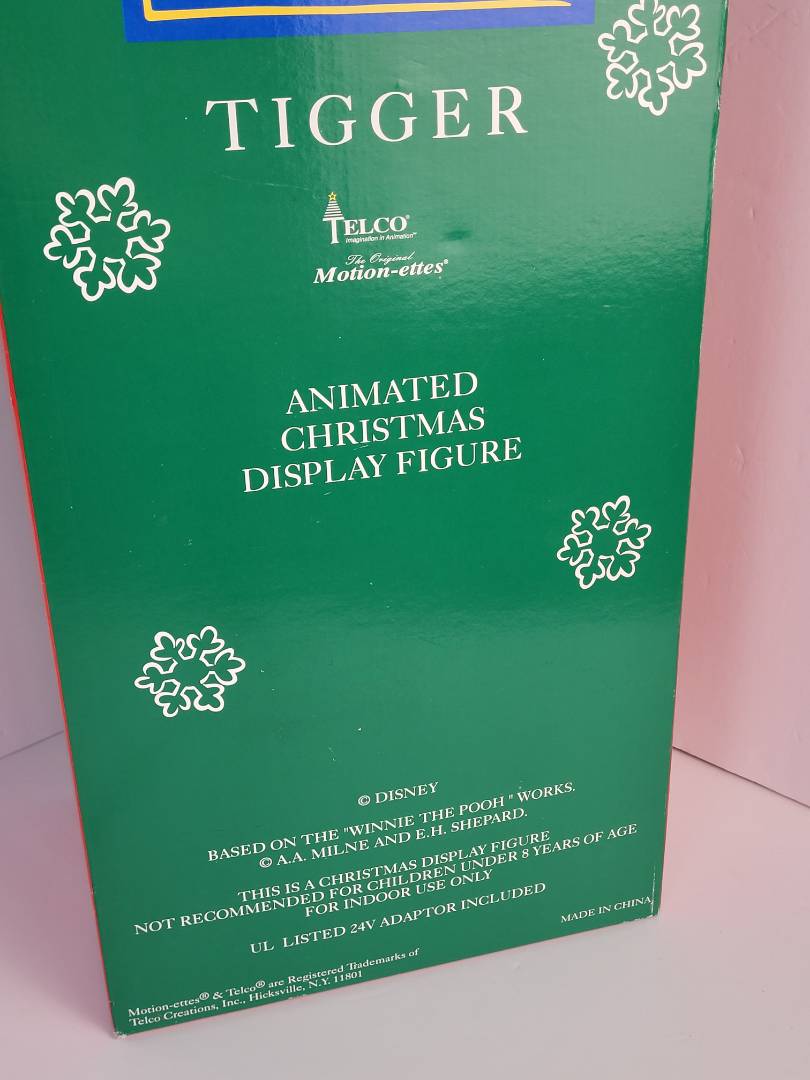 TIGGER
TELCO®
Imagination in Animation™
The Original
Motion-ettes®
ANIMATED
CHRISTMAS
DISPLAY FIGURE
© DISNEY
BASED ON THE "WINNIE THE POOH " WORKS.
© A.A. MILNE AND E.H. SHEPARD.
THIS IS A CHRISTMAS DISPLAY FIGURE
NOT RECOMMENDED FOR CHILDREN UNDER 8 YEARS OF AGE
FOR INDOOR USE ONLY
UL LISTED 24V ADAPTOR INCLUDED
MADE IN CHINA
Motion-ettes® & Telco® are Registered Trademarks of
Telco Creations, Inc., Hicksville, N.Y. 11801